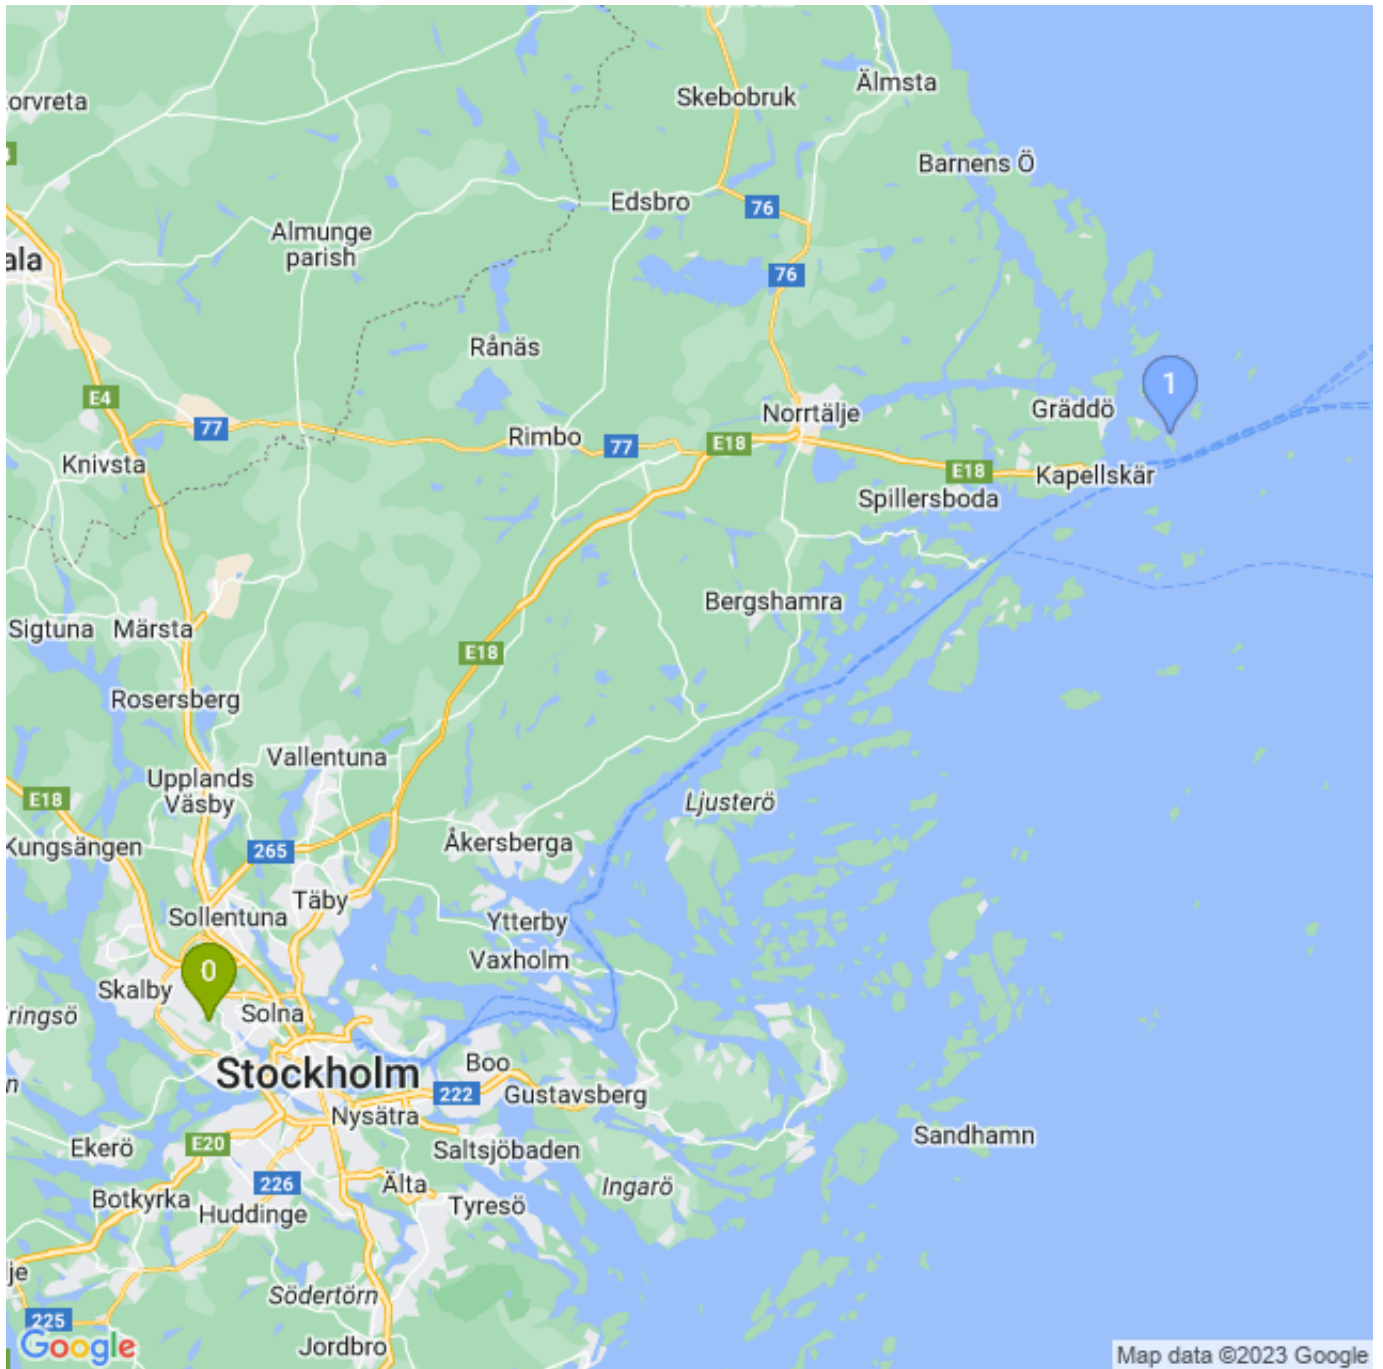 Älmsta
Skebobruk
orvreta
Barnens Ö
Edsbro
76
Almunge
parish
ala
76
Rånäs
1
E4
Gräddö
Norrtälje
77
Rimbo
77
E18
Knivsta
E18
Kapellskär
Spillersboda
Bergshamra
Sigtuna
Märsta
E18
Rosersberg
Vallentuna
Upplands
Väsby
E18
Ljusterö
Kungsängen
265
Åkersberga
Täby
Sollentuna
Ytterby
Vaxholm
0
Skalby
ringsö
Solna
Boo
Stockholm
222
Gustavsberg
n
Nysätra
Sandhamn
E20
Ekerö
Saltsjöbaden
226
Älta
Ingarö
Botkyrka
Huddinge
Tyresö
je
Södertörn
225
Google
Jordbro
Map data ©2023 Google